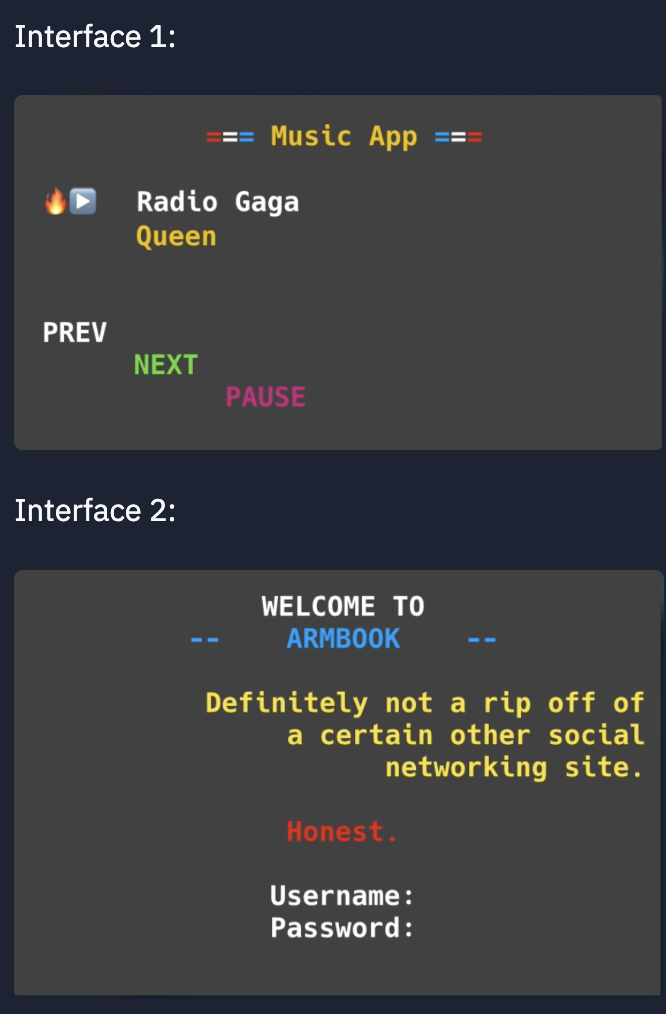 Interface 1:
=== Music App ===
🔥▶️ Radio Gaga
Queen
PREV
NEXT
PAUSE
Interface 2:
WELCOME TO
-- ARMBOOK --
Definitely not a rip off of
a certain other social
networking site.
Honest.
Username:
Password: